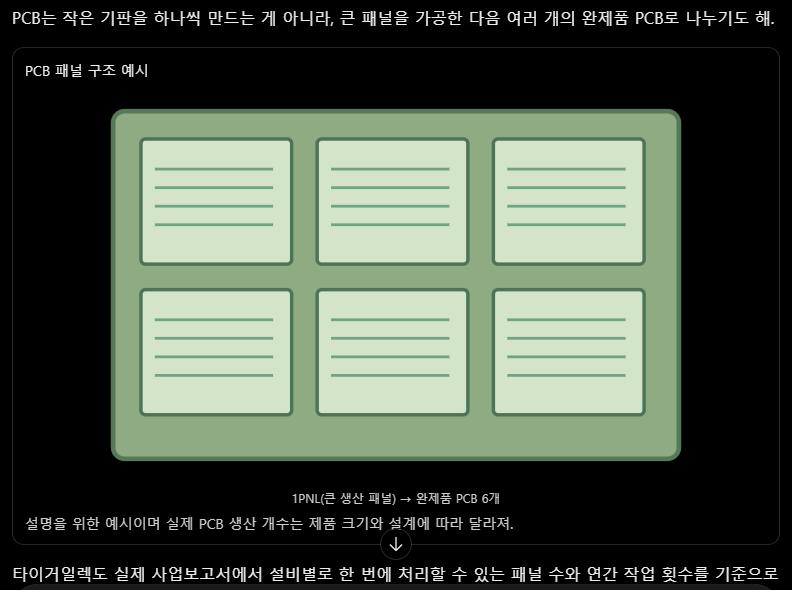 PCB는 작은 기판을 하나씩 만드는 게 아니라, 큰 패널을 가공한 다음 여러 개의 완제품 PCB로 나누기도 해.
PCB 패널 구조 예시
1PNL(큰 생산 패널) → 완제품 PCB 6개
설명을 위한 예시이며 실제 PCB 생산 개수는 제품 크기와 설계에 따라 달라져.
타이거일렉도 실제 사업보고서에서 설비별로 한 번에 처리할 수 있는 패널 수와 연간 작업 횟수를 기준으로